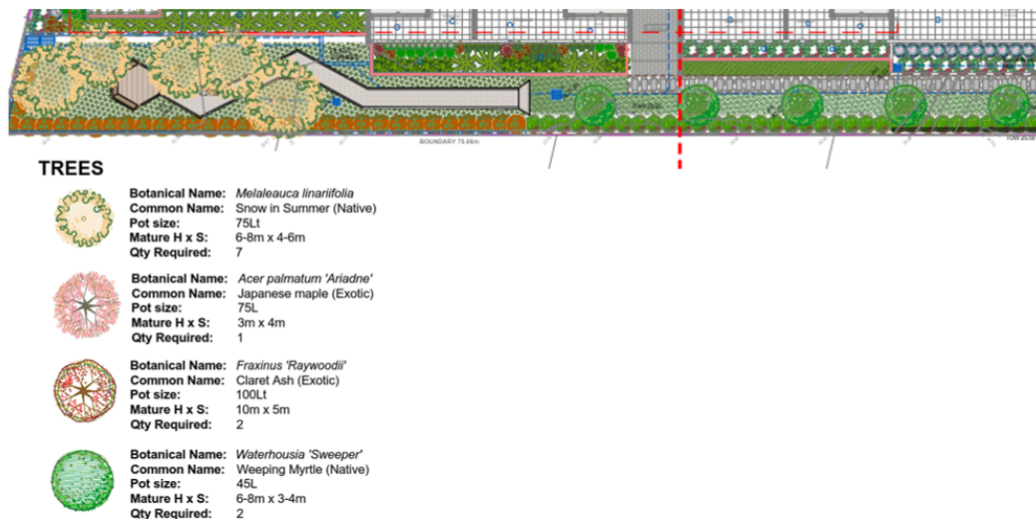 BOUNDARY 75.86m
TREES
Botanical Name: Melaleauca linariifolia
Common Name: Snow in Summer (Native)
Pot size: 75Lt
Mature H x S: 6-8m x 4-6m
Qty Required: 7
Botanical Name: Acer palmatum 'Ariadne'
Common Name: Japanese maple (Exotic)
Pot size: 75L
Mature H x S: 3m x 4m
Qty Required: 1
Botanical Name: Fraxinus 'Raywoodii'
Common Name: Claret Ash (Exotic)
Pot size: 100Lt
Mature H x S: 10m x 5m
Qty Required: 2
Botanical Name: Waterhousia 'Sweeper'
Common Name: Weeping Myrtle (Native)
Pot size: 45L
Mature H x S: 6-8m x 3-4m
Qty Required: 2